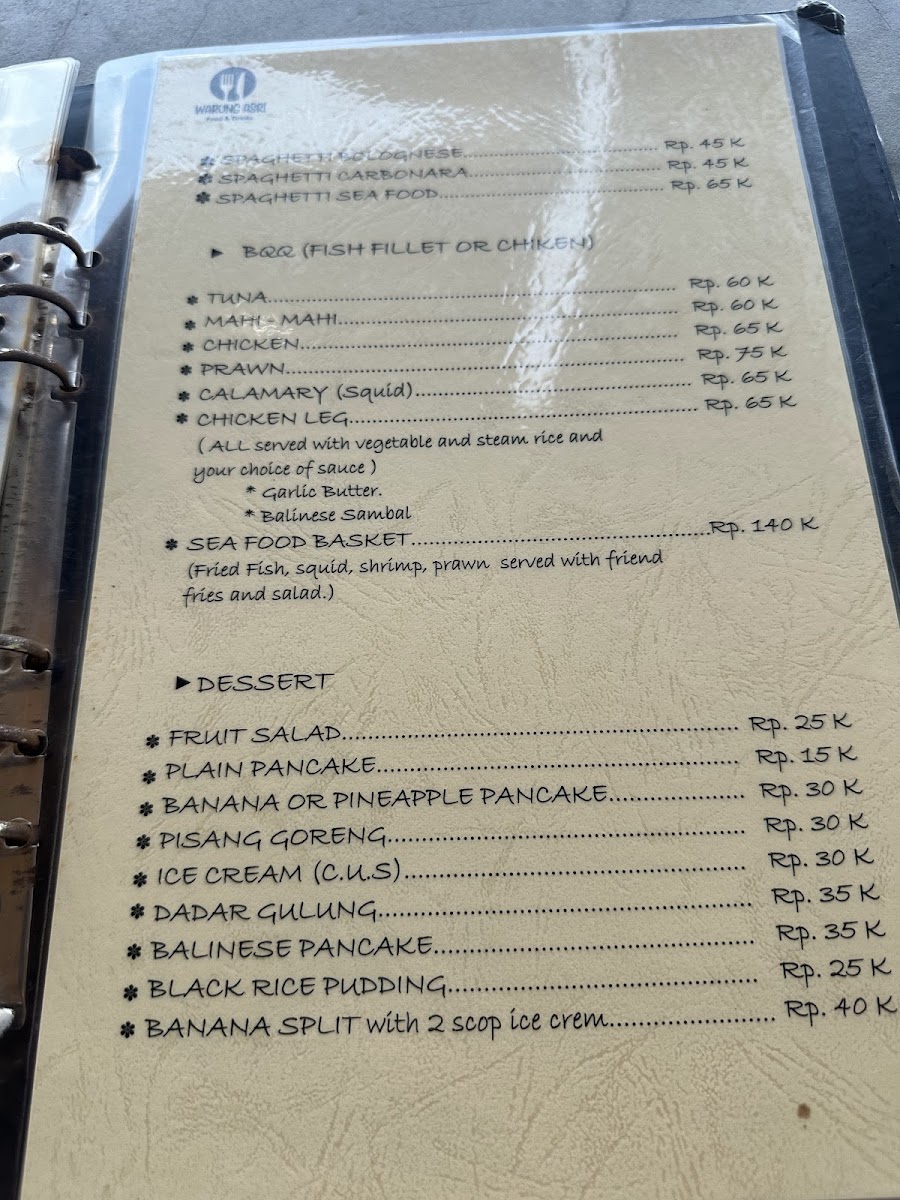 WARUNG ASRI
Food & Drinks
✽ SPAGHETTI BOLOGNESE.................... Rp. 45 K
✽ SPAGHETTI CARBONARA.................... Rp. 45 K
✽ SPAGHETTI SEA FOOD.................... Rp. 65 K
► BQQ (FISH FILLET OR CHIKEN)
✽ TUNA.................... Rp. 60 K
✽ MAHI - MAHI.................... Rp. 60 K
✽ CHICKEN.................... Rp. 65 K
✽ PRAWN.................... Rp. 75 K
✽ CALAMARY (Squid).................... Rp. 65 K
✽ CHICKEN LEG.................... Rp. 65 K
( ALL served with vegetable and steam rice and
your choice of sauce )
* Garlic Butter.
* Balinese Sambal
✽ SEA FOOD BASKET....................Rp. 140 K
(Fried Fish, squid, shrimp, prawn served with friend
fries and salad.)
► DESSERT
✽ FRUIT SALAD.................... Rp. 25 K
✽ PLAIN PANCAKE.................... Rp. 15 K
✽ BANANA OR PINEAPPLE PANCAKE.................... Rp. 30 K
✽ PISANG GORENG.................... Rp. 30 K
✽ ICE CREAM (C.U.S).................... Rp. 30 K
✽ DADAR GULUNG.................... Rp. 35 K
✽ BALINESE PANCAKE.................... Rp. 35 K
✽ BLACK RICE PUDDING.................... Rp. 25 K
✽ BANANA SPLIT with 2 scop ice crem.................... Rp. 40 K